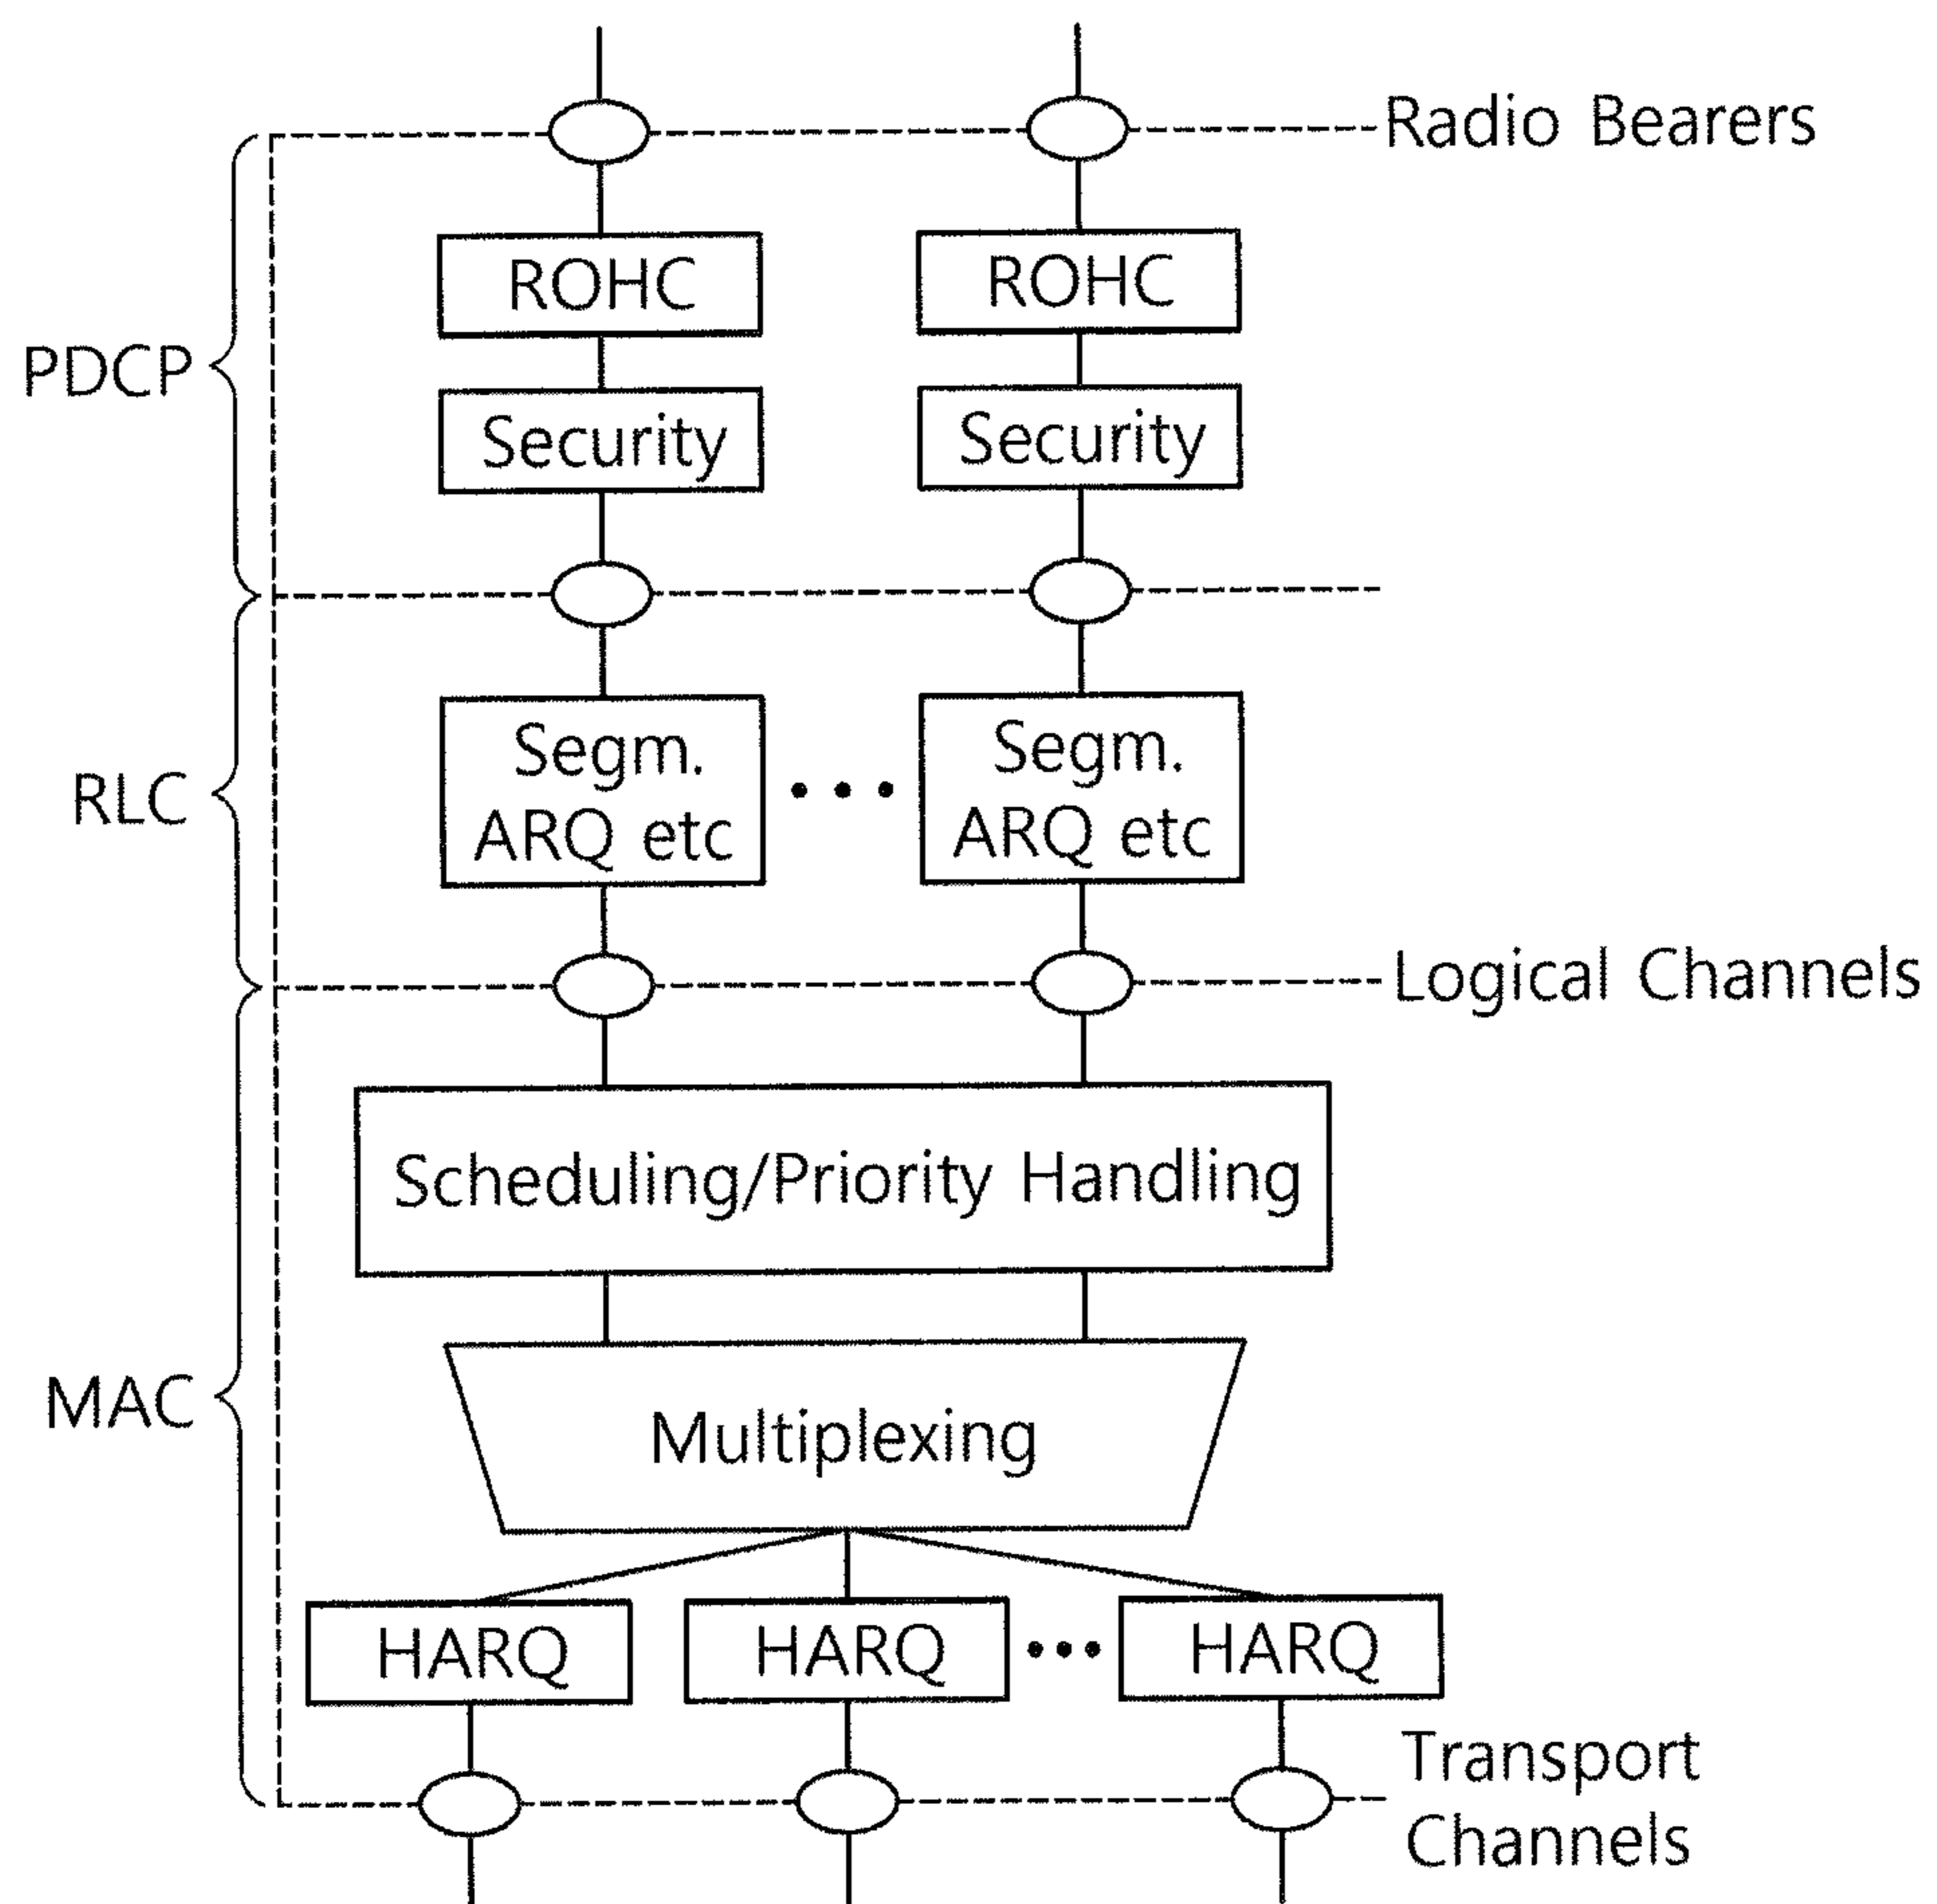 Radio Bearers
ROHC
ROHC
PDCP
Security
Security
Segm.
ARQ etc
Segm.
ARQ etc
RLC
Logical Channels
Scheduling/Priority Handling
MAC
Multiplexing
HARQ
HARQ
HARQ
Transport
Channels